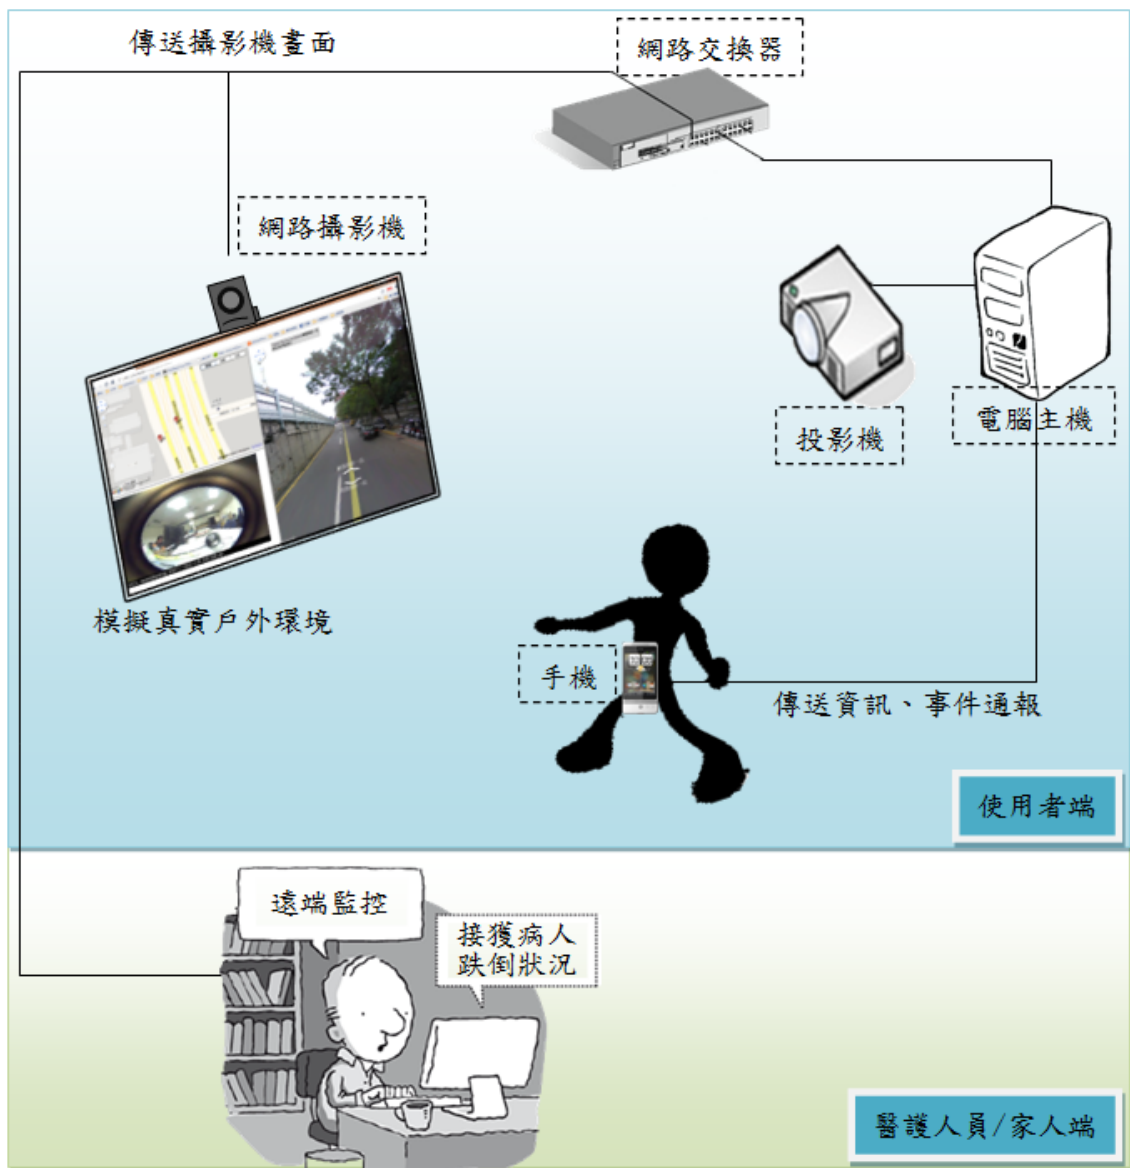 傳送攝影機畫面
網路交換器
網路攝影機
投影機
電腦主機
模擬真實戶外環境
手機
傳送資訊、事件通報
使用者端
遠端監控
接獲病人
跌倒狀況
醫護人員/家人端